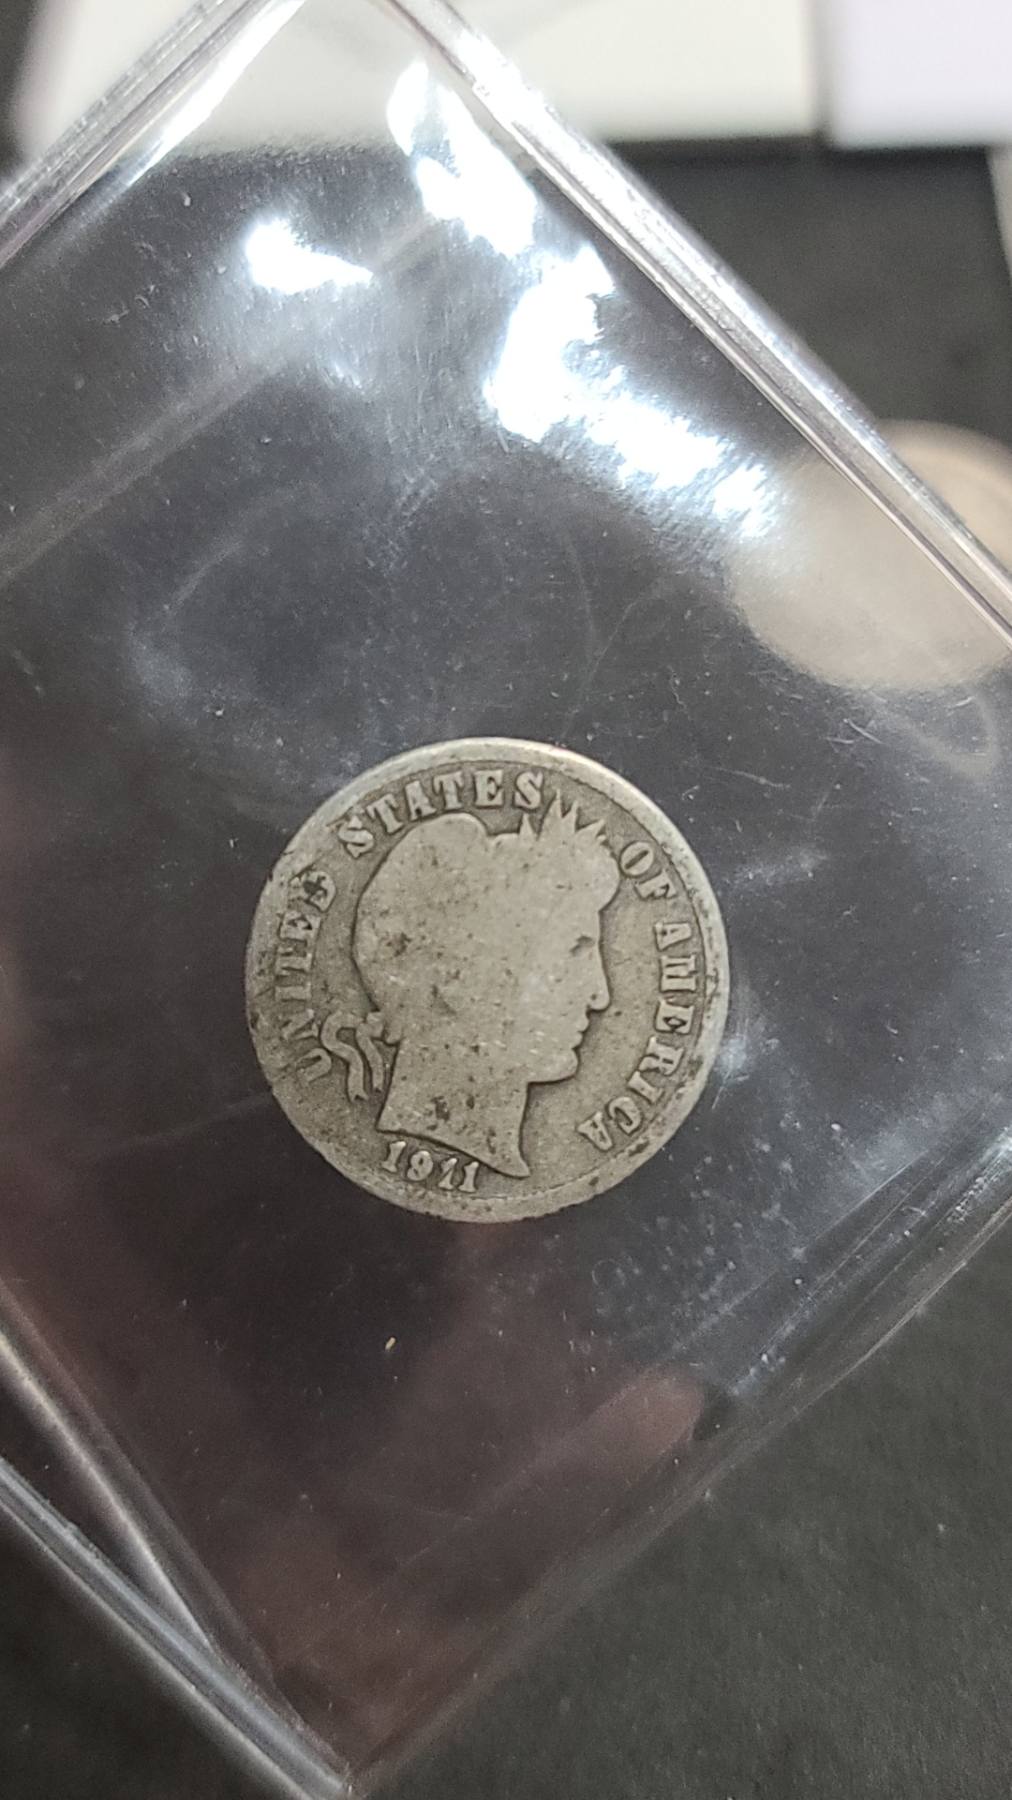 UNITED STATES OF AMERICA
1911